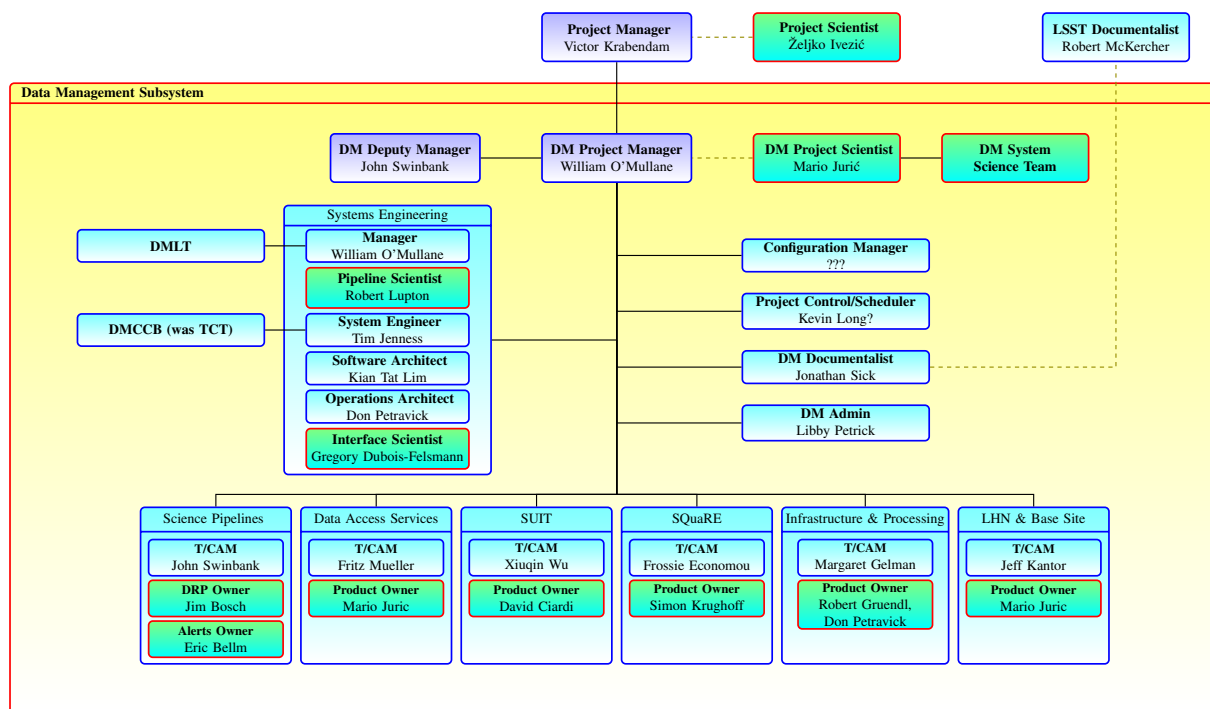 Project Manager
Victor Krabendam
Project Scientist
Željko Ivezić
LSST Documentalist
Robert McKercher
Data Management Subsystem
DM Deputy Manager
John Swinbank
DM Project Manager
William O'Mullane
DM Project Scientist
Mario Jurić
DM System
Science Team
Systems Engineering
DMLT
Manager
William O'Mullane
Pipeline Scientist
Robert Lupton
DMCCB (was TCT)
System Engineer
Tim Jenness
Software Architect
Kian Tat Lim
Operations Architect
Don Petravick
Interface Scientist
Gregory Dubois-Felsmann
Configuration Manager
???
Project Control/Scheduler
Kevin Long?
DM Documentalist
Jonathan Sick
DM Admin
Libby Petrick
Science Pipelines
T/CAM
John Swinbank
DRP Owner
Jim Bosch
Alerts Owner
Eric Bellm
Data Access Services
T/CAM
Fritz Mueller
Product Owner
Mario Juric
SUIT
T/CAM
Xiuqin Wu
Product Owner
David Ciardi
SQuaRE
T/CAM
Frossie Economou
Product Owner
Simon Krughoff
Infrastructure & Processing
T/CAM
Margaret Gelman
Product Owner
Robert Gruendl,
Don Petravick
LHN & Base Site
T/CAM
Jeff Kantor
Product Owner
Mario Juric